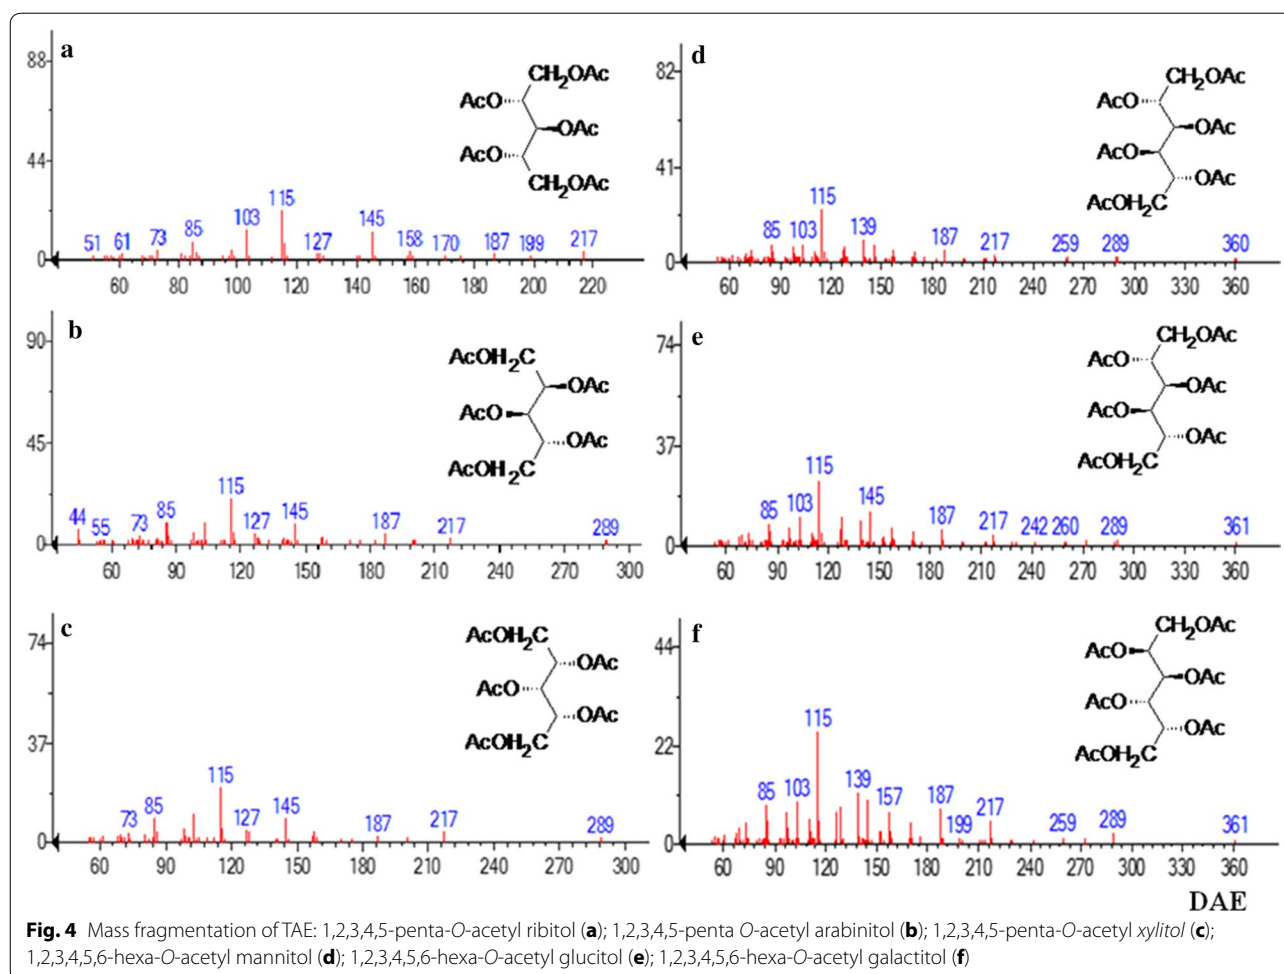 a
88
44
0
CH₂OAc
AcO
OAc
AcO
CH₂OAc
51 61 73 85 103 115 127 145 158 170 187 199 217
60 80 100 120 140 160 180 200 220
b
90
45
0
AcOH₂C
OAc
AcO
OAc
AcOH₂C
44 55 73 85 115 127 145 187 217 289
60 90 120 150 180 210 240 270 300
c
74
37
0
AcOH₂C
OAc
AcO
OAc
AcOH₂C
73 85 115 127 145 187 217 289
60 90 120 150 180 210 240 270 300
d
82
41
0
CH₂OAc
AcO
OAc
AcO
OAc
AcOH₂C
85 103 115 139 187 217 259 289 360
60 90 120 150 180 210 240 270 300 330 360
e
74
37
0
CH₂OAc
AcO
OAc
AcO
OAc
AcOH₂C
85 103 115 145 187 217 242 260 289 361
60 90 120 150 180 210 240 270 300 330 360
f
44
22
0
CH₂OAc
AcO
OAc
AcO
OAc
AcOH₂C
85 103 115 139 157 187 199 217 259 289 361
60 90 120 150 180 210 240 270 300 330 360
DAE
Fig. 4 Mass fragmentation of TAE: 1,2,3,4,5-penta-O-acetyl ribitol (a); 1,2,3,4,5-penta O-acetyl arabinitol (b); 1,2,3,4,5-penta-O-acetyl xylitol (c);
1,2,3,4,5,6-hexa-O-acetyl mannitol (d); 1,2,3,4,5,6-hexa-O-acetyl glucitol (e); 1,2,3,4,5,6-hexa-O-acetyl galactitol (f)